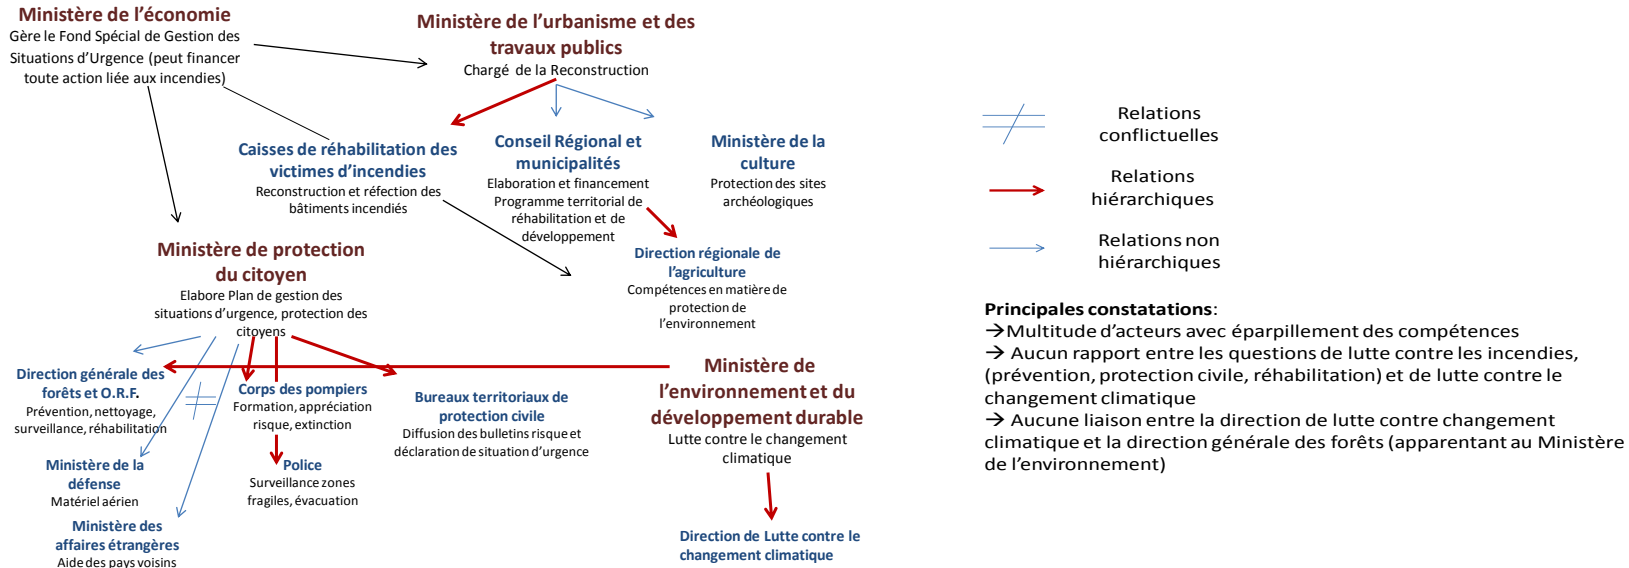 Ministère de l'économie
Gère le Fond Spécial de Gestion des
Situations d'Urgence (peut financer
toute action liée aux incendies)
Ministère de l'urbanisme et des
travaux publics
Chargé de la Reconstruction
Caisses de réhabilitation des
victimes d'incendies
Reconstruction et réfection des
bâtiments incendiés
Conseil Régional et
municipalités
Elaboration et financement
Programme territorial de
réhabilitation et de
développement
Ministère de la
culture
Protection des sites
archéologiques
Direction régionale de
l'agriculture
Compétences en matière de
protection de
l'environnement
Ministère de protection
du citoyen
Elabore Plan de gestion des
situations d'urgence, protection des
citoyens
Direction générale des
forêts et O.R.F.
Prévention, nettoyage,
surveillance, réhabilitation
Corps des pompiers
Formation, appréciation
risque, extinction
Bureaux territoriaux de
protection civile
Diffusion des bulletins risque et
déclaration de situation d'urgence
Ministère de
l'environnement et du
développement durable
Lutte contre le changement
climatique
Ministère de la
défense
Matériel aérien
Police
Surveillance zones
fragiles, évacuation
Ministère des
affaires étrangères
Aide des pays voisins
Direction de Lutte contre le
changement climatique
Relations
conflictuelles
Relations
hiérarchiques
Relations non
hiérarchiques
Principales constatations:
→Multitude d'acteurs avec éparpillement des compétences
→ Aucun rapport entre les questions de lutte contre les incendies,
(prévention, protection civile, réhabilitation) et de lutte contre le
changement climatique
→ Aucune liaison entre la direction de lutte contre changement
climatique et la direction générale des forêts (apparentant au Ministère
de l'environnement)